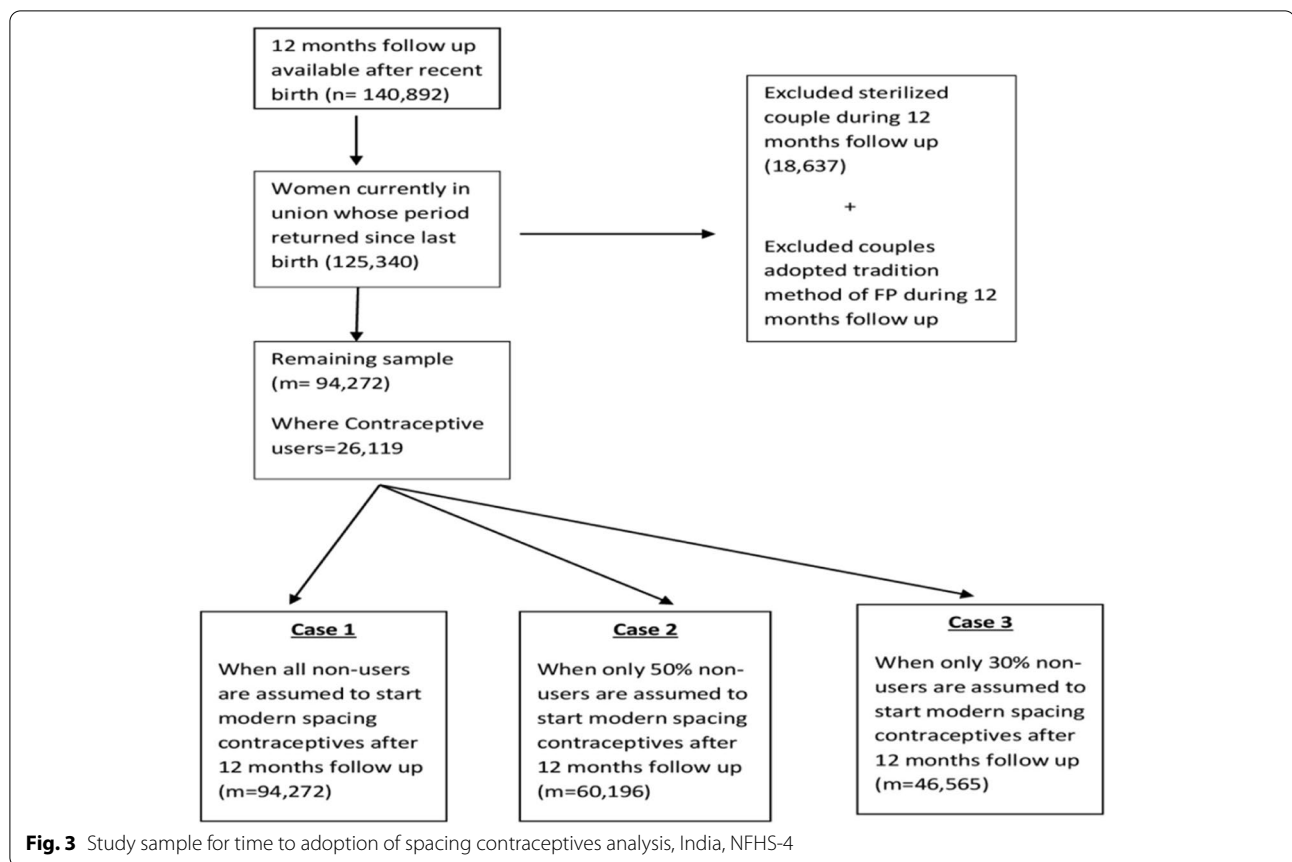 12 months follow up
available after recent
birth (n= 140,892)
Women currently in
union whose period
returned since last
birth (125,340)
Excluded sterilized
couple during 12
months follow up
(18,637)
+
Excluded couples
adopted tradition
method of FP during 12
months follow up
Remaining sample
(m= 94,272)
Where Contraceptive
users=26,119
Case 1
When all non-users
are assumed to start
modern spacing
contraceptives after
12 months follow up
(m=94,272)
Case 2
When only 50% non-
users are assumed to
start modern spacing
contraceptives after
12 months follow up
(m=60,196)
Case 3
When only 30% non-
users are assumed to
start modern spacing
contraceptives after
12 months follow up
(m=46,565)
Fig. 3 Study sample for time to adoption of spacing contraceptives analysis, India, NFHS-4